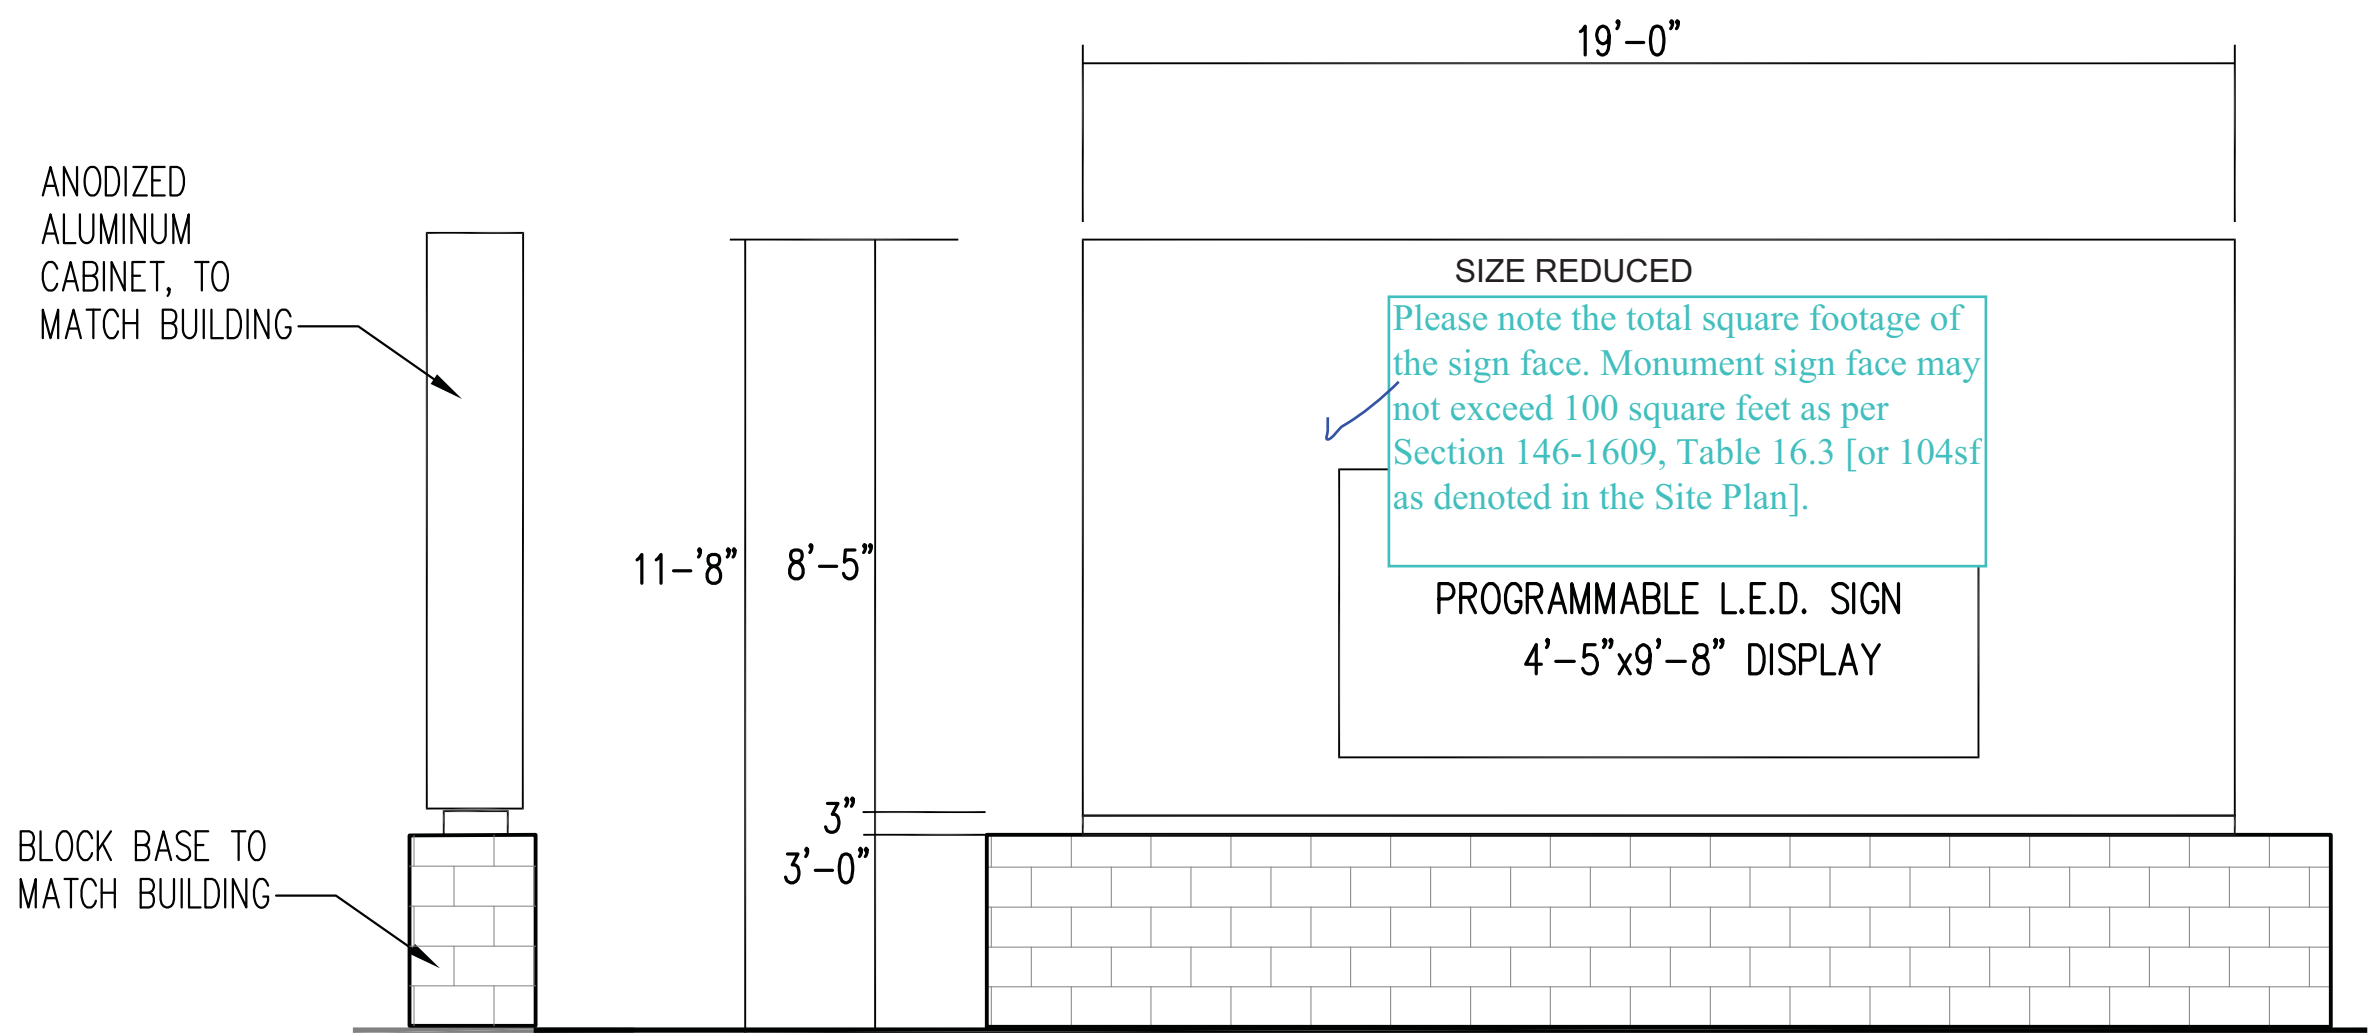 19'-0"
ANODIZED
ALUMINUM
CABINET, TO
MATCH BUILDING
SIZE REDUCED
Please note the total square footage of
the sign face. Monument sign face may
not exceed 100 square feet as per
Section 146-1609, Table 16.3 [or 104sf
as denoted in the Site Plan].
11-'8"
8'-5"
PROGRAMMABLE L.E.D. SIGN
4'-5"x9'-8" DISPLAY
3"
3'-0"
BLOCK BASE TO
MATCH BUILDING